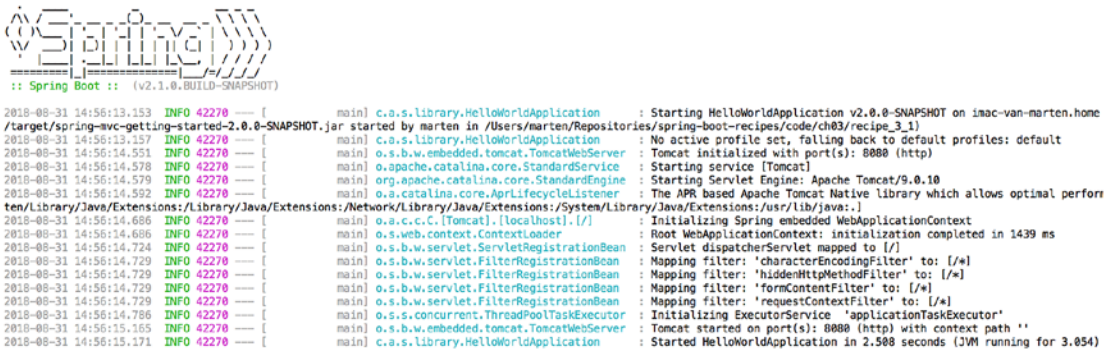 Spring
:: Spring Boot :: (v2.1.0.BUILD-SNAPSHOT)
2018-08-31 14:56:13.153 INFO 42270 --- [ main] c.a.s.library.HelloWorldApplication : Starting HelloWorldApplication v2.0.0-SNAPSHOT on imac-van-marten.home
/target/spring-mvc-getting-started-2.0.0-SNAPSHOT.jar started by marten in /Users/marten/Repositories/spring-boot-recipes/code/ch03/recipe_3_1)
2018-08-31 14:56:13.157 INFO 42270 --- [ main] c.a.s.library.HelloWorldApplication : No active profile set, falling back to default profiles: default
2018-08-31 14:56:14.551 INFO 42270 --- [ main] o.s.b.w.embedded.tomcat.TomcatWebServer : Tomcat initialized with port(s): 8080 (http)
2018-08-31 14:56:14.578 INFO 42270 --- [ main] o.apache.catalina.core.StandardService : Starting service [Tomcat]
2018-08-31 14:56:14.579 INFO 42270 --- [ main] org.apache.catalina.core.StandardEngine : Starting Servlet Engine: Apache Tomcat/9.0.10
2018-08-31 14:56:14.592 INFO 42270 --- [ main] o.a.catalina.core.AprLifecycleListener : The APR based Apache Tomcat Native library which allows optimal perform
ten/Library/Java/Extensions:/Library/Java/Extensions:/Network/Library/Java/Extensions:/System/Library/Java/Extensions:/usr/lib/java:.]
2018-08-31 14:56:14.686 INFO 42270 --- [ main] o.a.c.c.C.[Tomcat].[localhost].[/] : Initializing Spring embedded WebApplicationContext
2018-08-31 14:56:14.686 INFO 42270 --- [ main] o.s.web.context.ContextLoader : Root WebApplicationContext: initialization completed in 1439 ms
2018-08-31 14:56:14.724 INFO 42270 --- [ main] o.s.b.w.servlet.ServletRegistrationBean : Servlet dispatcherServlet mapped to [/]
2018-08-31 14:56:14.729 INFO 42270 --- [ main] o.s.b.w.servlet.FilterRegistrationBean : Mapping filter: 'characterEncodingFilter' to: [/*]
2018-08-31 14:56:14.729 INFO 42270 --- [ main] o.s.b.w.servlet.FilterRegistrationBean : Mapping filter: 'hiddenHttpMethodFilter' to: [/*]
2018-08-31 14:56:14.729 INFO 42270 --- [ main] o.s.b.w.servlet.FilterRegistrationBean : Mapping filter: 'formContentFilter' to: [/*]
2018-08-31 14:56:14.729 INFO 42270 --- [ main] o.s.b.w.servlet.FilterRegistrationBean : Mapping filter: 'requestContextFilter' to: [/*]
2018-08-31 14:56:14.786 INFO 42270 --- [ main] o.s.s.concurrent.ThreadPoolTaskExecutor : Initializing ExecutorService 'applicationTaskExecutor'
2018-08-31 14:56:15.165 INFO 42270 --- [ main] o.s.b.w.embedded.tomcat.TomcatWebServer : Tomcat started on port(s): 8080 (http) with context path ''
2018-08-31 14:56:15.171 INFO 42270 --- [ main] c.a.s.library.HelloWorldApplication : Started HelloWorldApplication in 2.508 seconds (JVM running for 3.054)